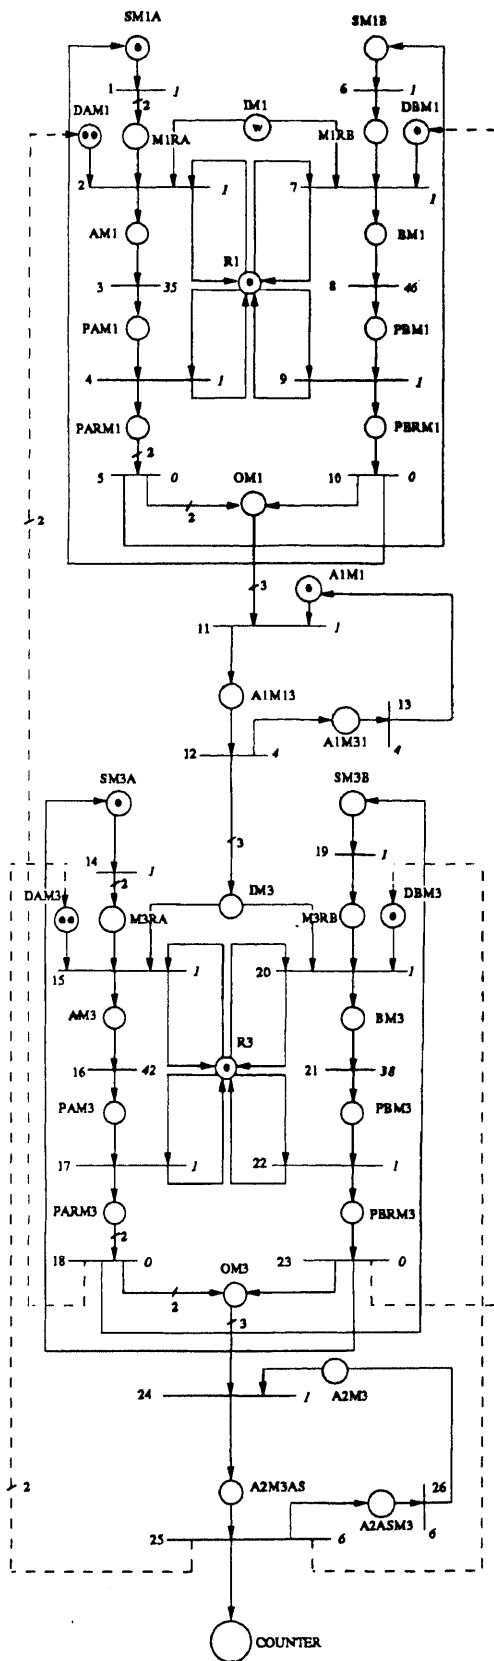 SM1A SM1B
1 1 6 1
2
DAM1 IM1 DBM1
M1RA w M1RB
2 1 7 1
AM1 BM1
R1
3 35 8 46
PAM1 PBM1
4 1 9 1
PARM1 PBRM1
2
5 0 OM1 10 0
2
2
3 A1M1
11 1
A1M13 13
12 4 A1M31 4
SM3A SM3B
3
14 1 19 1
2
DAM3 IM3 DBM3
M3RA M3RB
15 1 20 1
AM3 BM3
R3
16 42 21 38
PAM3 PBM3
17 1 22 1
PARM3 PBRM3
2
18 0 OM3 23 0
2
3
24 1 A2M3
2 A2M3AS 26
A2ASM3
25 6 6
COUNTER